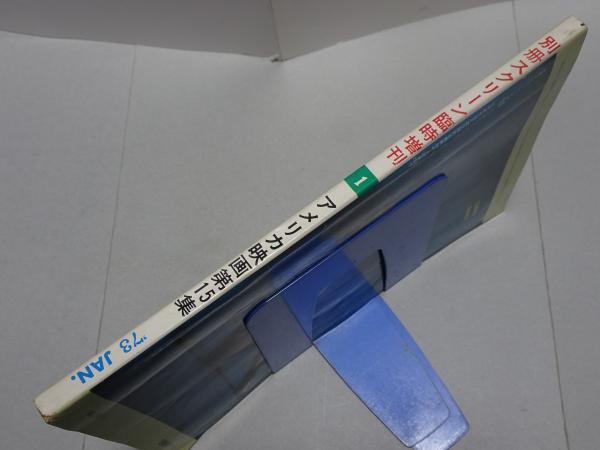 別冊スクリーン臨時増刊
1
アメリカ映画第15集
'73 JAN.